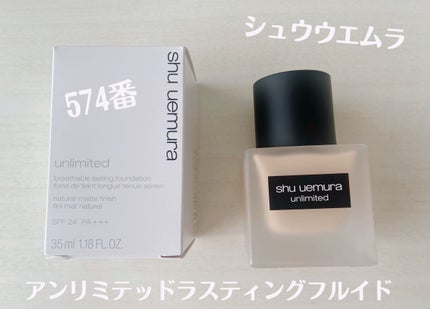 シュウウエムラ
574番
shu uemura
unlimited
breathable lasting foundation
fond de teint longue tenue aérien
natural matte finish
fini mat naturel
SPF 24 PA+++
35 ml 1.18 FL.OZ.
shu uemura
unlimited
アンリミテッドラスティングフルイド